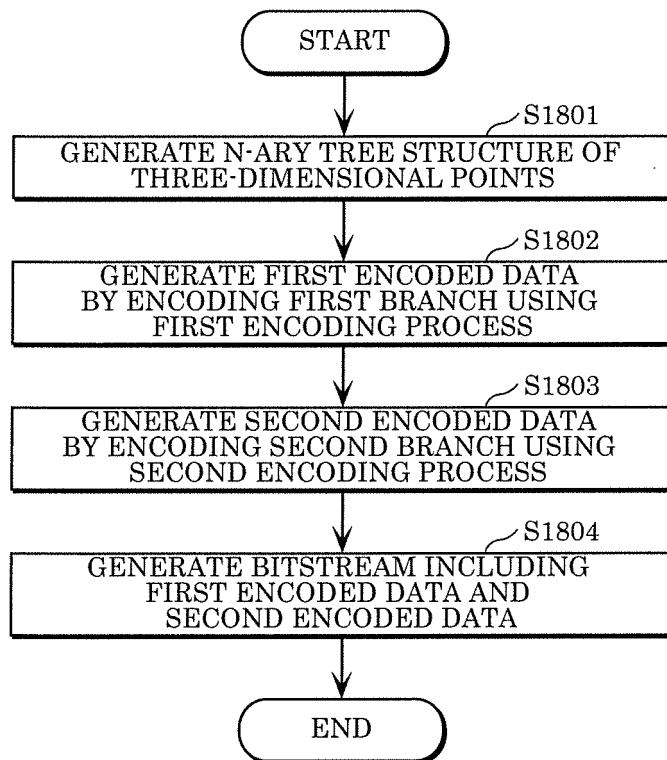 START
S1801
GENERATE N-ARY TREE STRUCTURE OF
THREE-DIMENSIONAL POINTS
S1802
GENERATE FIRST ENCODED DATA
BY ENCODING FIRST BRANCH USING
FIRST ENCODING PROCESS
S1803
GENERATE SECOND ENCODED DATA
BY ENCODING SECOND BRANCH USING
SECOND ENCODING PROCESS
S1804
GENERATE BITSTREAM INCLUDING
FIRST ENCODED DATA AND
SECOND ENCODED DATA
END